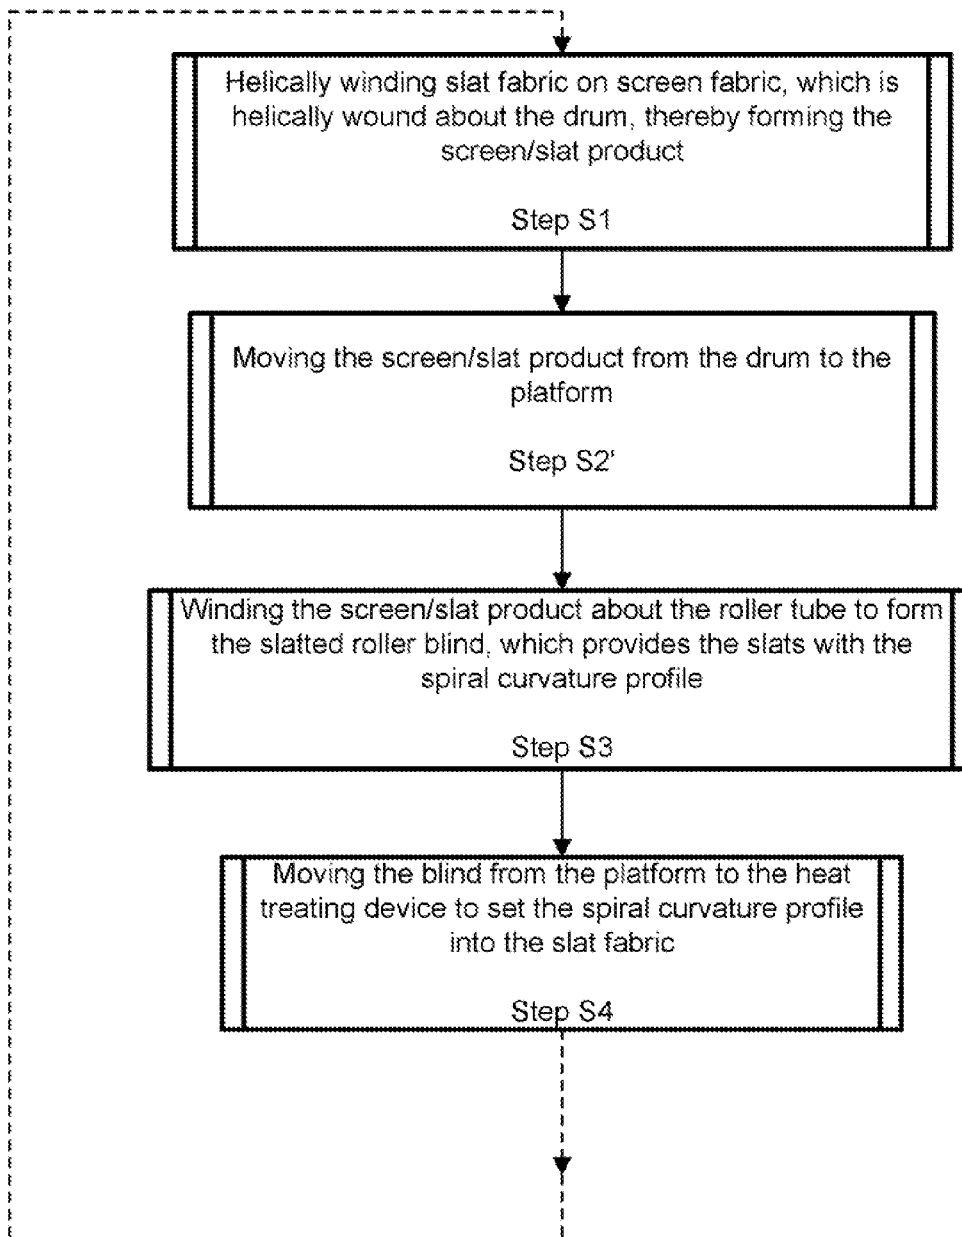 Helically winding slat fabric on screen fabric, which is
helically wound about the drum, thereby forming the
screen/slat product
Step S1
Moving the screen/slat product from the drum to the
platform
Step S2'
Winding the screen/slat product about the roller tube to form
the slatted roller blind, which provides the slats with the
spiral curvature profile
Step S3
Moving the blind from the platform to the heat
treating device to set the spiral curvature profile
into the slat fabric
Step S4